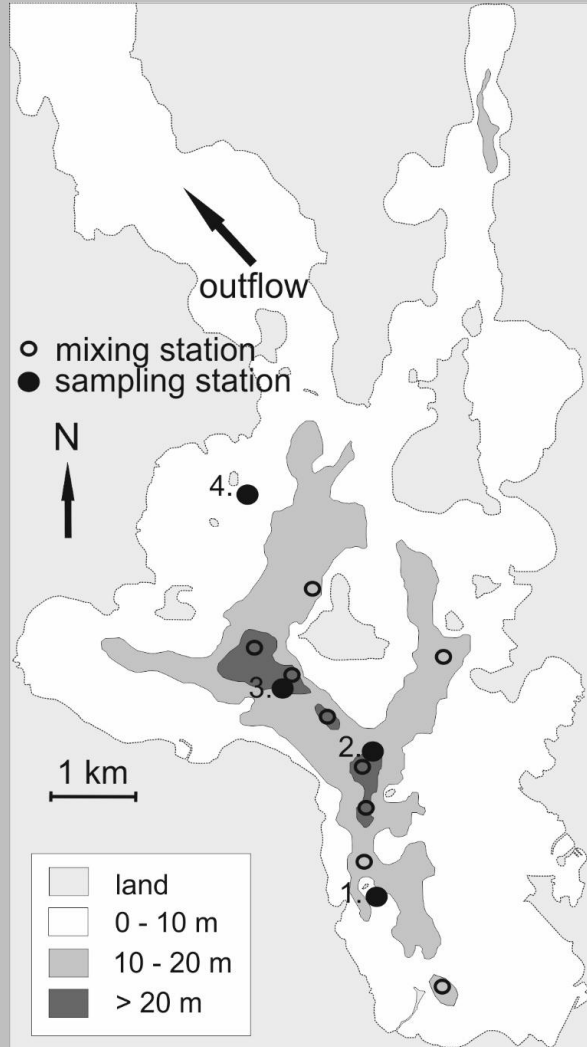 outflow
mixing station
sampling station
N
4.
3.
2.
1 km
1.
land
0 - 10 m
10 - 20 m
> 20 m